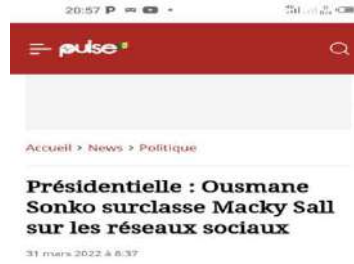 20:57 P
pulse
Accueil > News > Politique
Présidentielle : Ousmane
Sonko surclasse Macky Sall
sur les réseaux sociaux
31 mars 2022 à 8:37